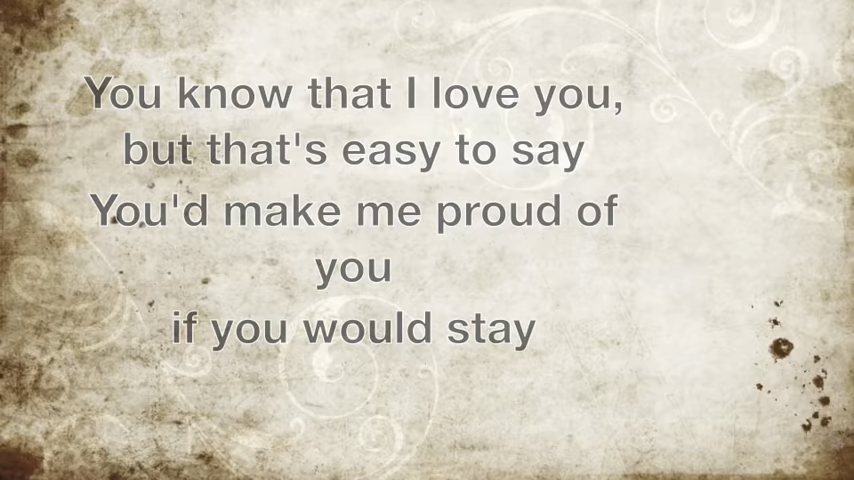 You know that I love you,
but that's easy to say
You'd make me proud of
you
if you would stay